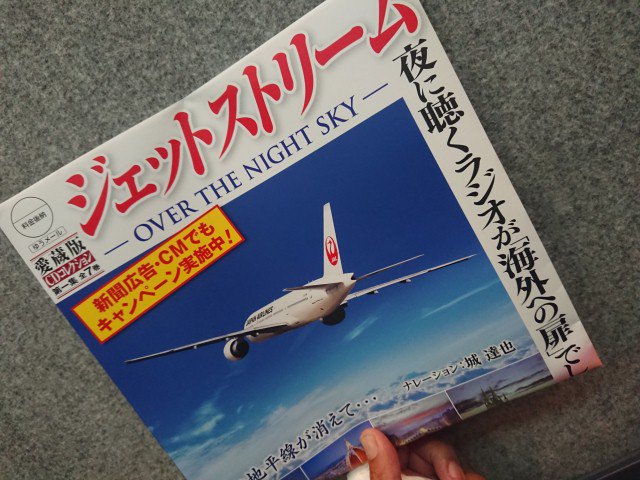 ジェットストリーム
— OVER THE NIGHT SKY —
料金後納
ゆうメール
愛蔵版
CDコレクション
第一集 全7巻
新聞広告・CMでも
キャンペーン実施中!
夜に聴くラジオが「海外への扉」でし
JAPAN AIRLINES
ナレーション:城 達也
地平線が消えて・・・